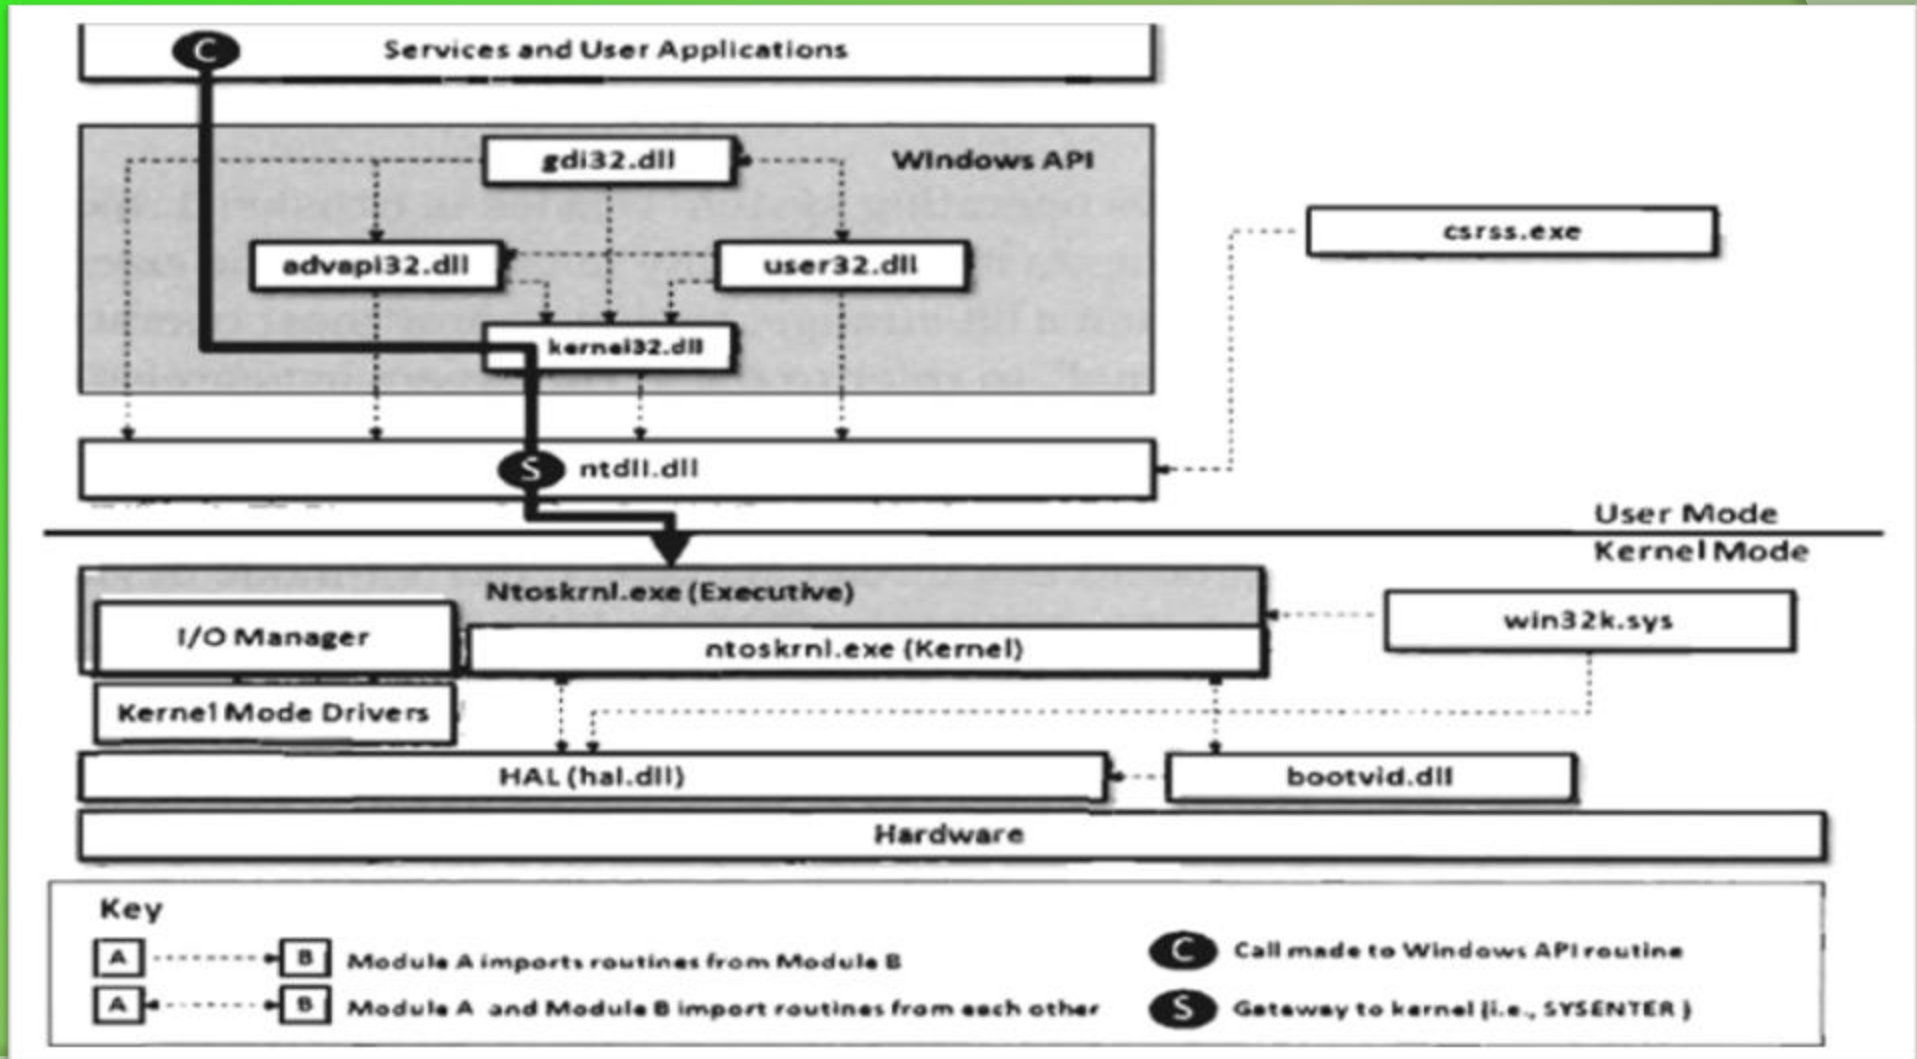 C Services and User Applications
gdi32.dll
Windows API
advapi32.dll
user32.dll
csrss.exe
kernel32.dll
S ntdll.dll
User Mode
Kernel Mode
Ntoskrnl.exe (Executive)
I/O Manager
ntoskrnl.exe (Kernel)
win32k.sys
Kernel Mode Drivers
HAL (hal.dll)
bootvid.dll
Hardware
Key
A B Module A imports routines from Module B
C Call made to Windows API routine
A B Module A and Module B import routines from each other
S Gateway to kernel (i.e., SYSENTER )